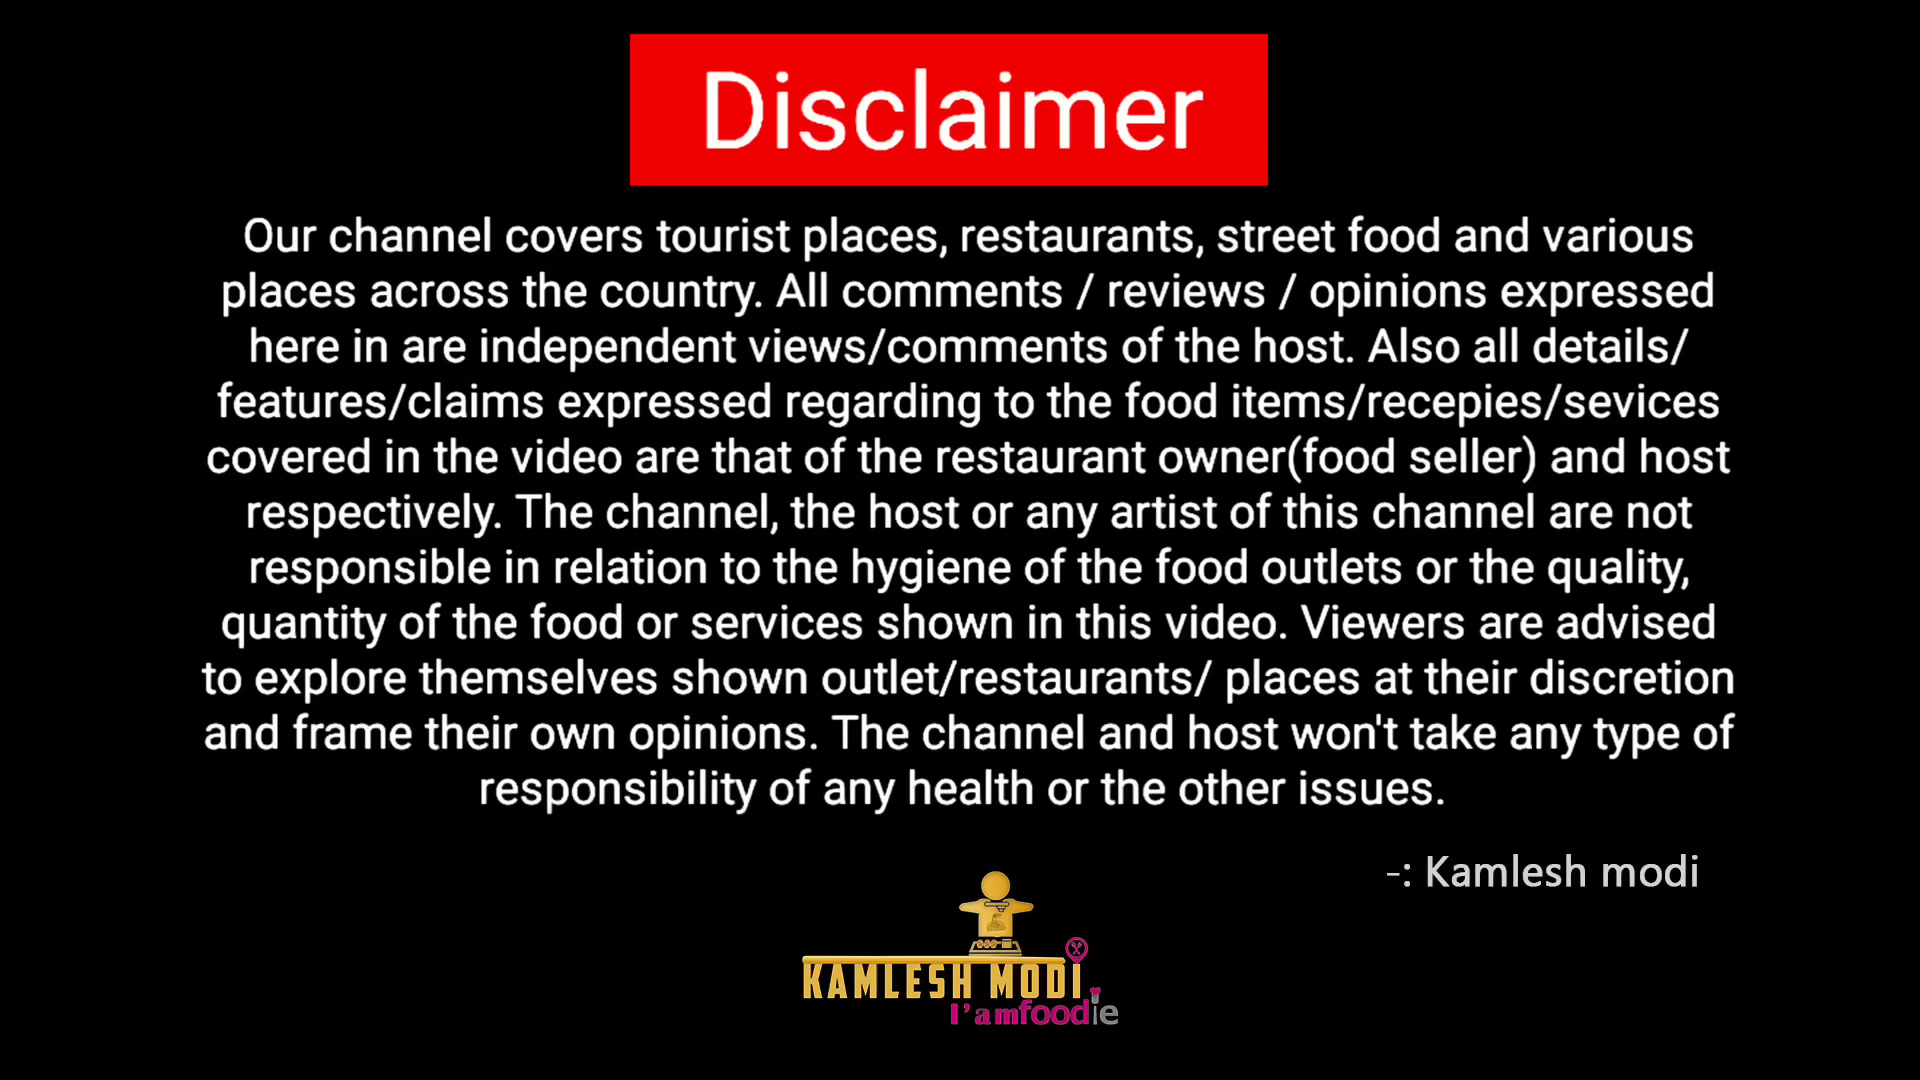 Disclaimer
Our channel covers tourist places, restaurants, street food and various
places across the country. All comments / reviews / opinions expressed
here in are independent views/comments of the host. Also all details/
features/claims expressed regarding to the food items/recepies/sevices
covered in the video are that of the restaurant owner(food seller) and host
respectively. The channel, the host or any artist of this channel are not
responsible in relation to the hygiene of the food outlets or the quality,
quantity of the food or services shown in this video. Viewers are advised
to explore themselves shown outlet/restaurants/ places at their discretion
and frame their own opinions. The channel and host won't take any type of
responsibility of any health or the other issues.
-: Kamlesh modi
KAMLESH MODI
I'amfoodie